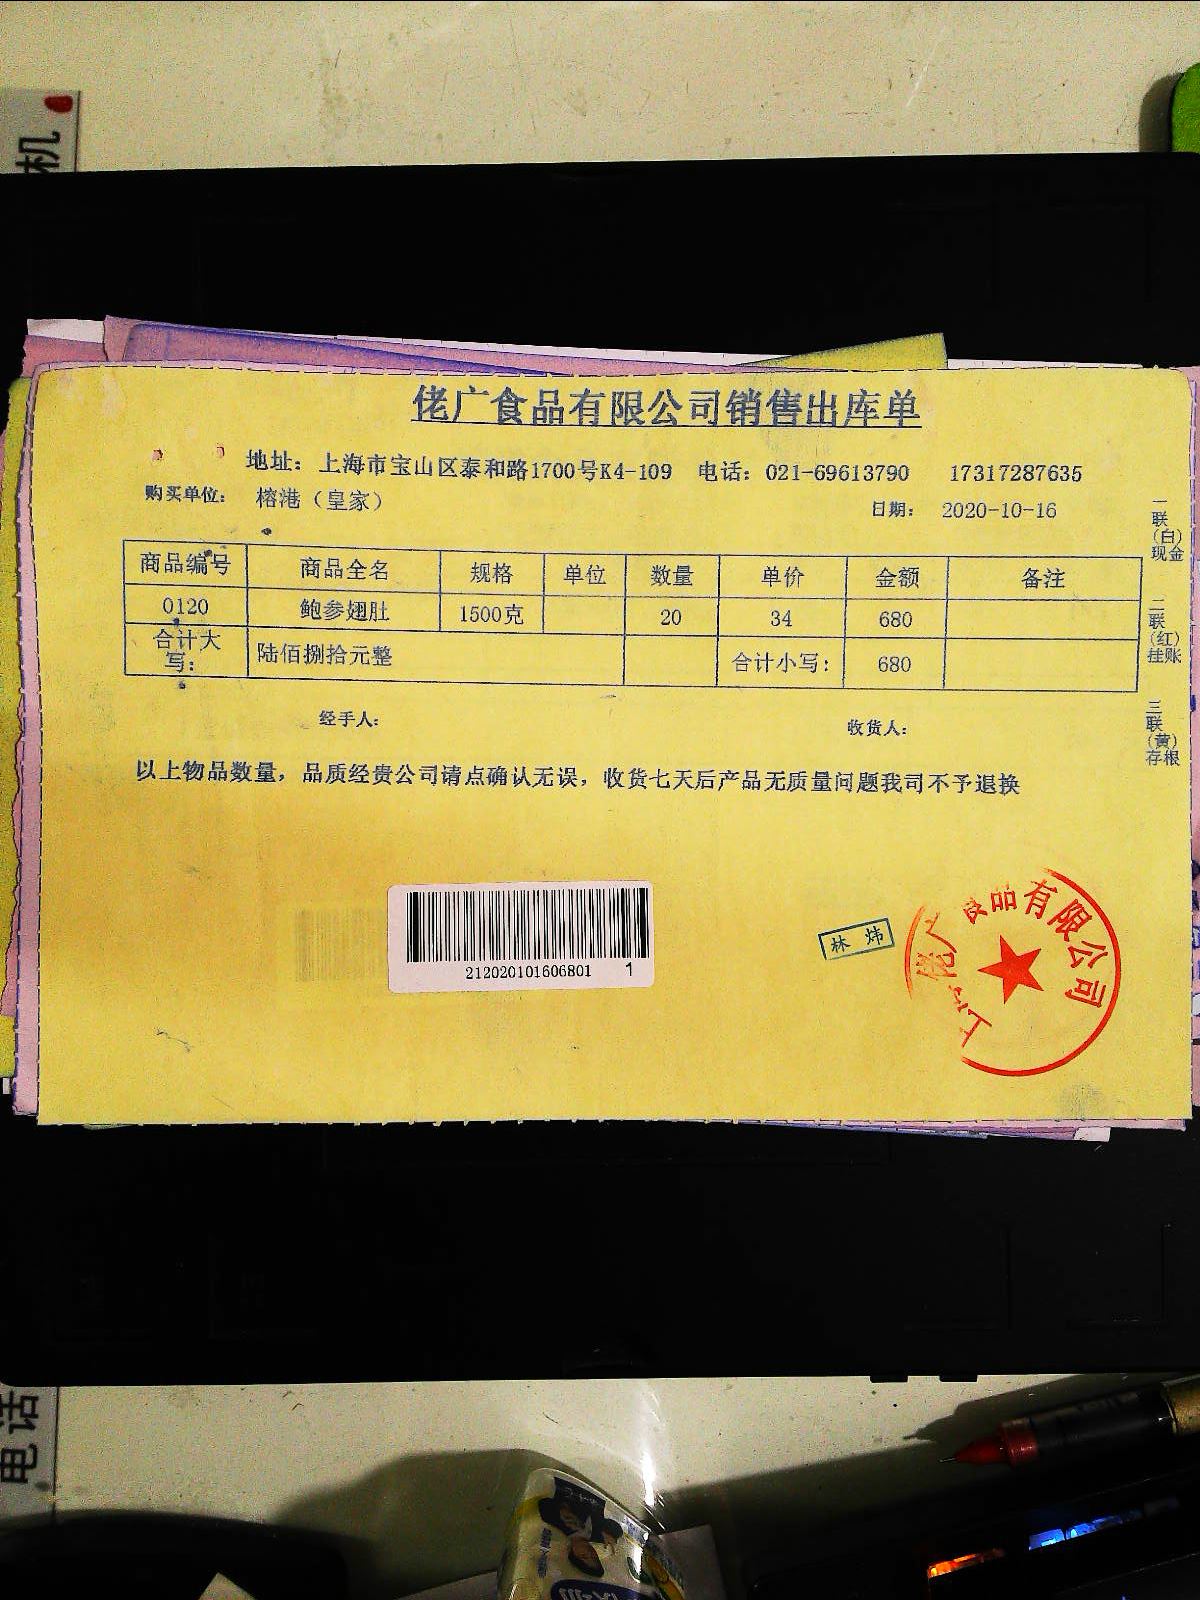 机
佬广食品有限公司销售出库单
地址：上海市宝山区泰和路1700号K4-109 电话：021-69613790 17317287635
购买单位： 榕港（皇家） 日期： 2020-10-16
商品编号 商品全名 规格 单位 数量 单价 金额 备注
0120 鲍参翅肚 1500克 20 34 680
合计大写： 陆佰捌拾元整 合计小写: 680
经手人: 收货人:
以上物品数量，品质经贵公司请点确认无误，收货七天后产品无质量问题我司不予退换
一联（白）现金
二联（红）挂账
三联（黄）存根
212020101606801 1
林炜
佬广食品有限公司
电话